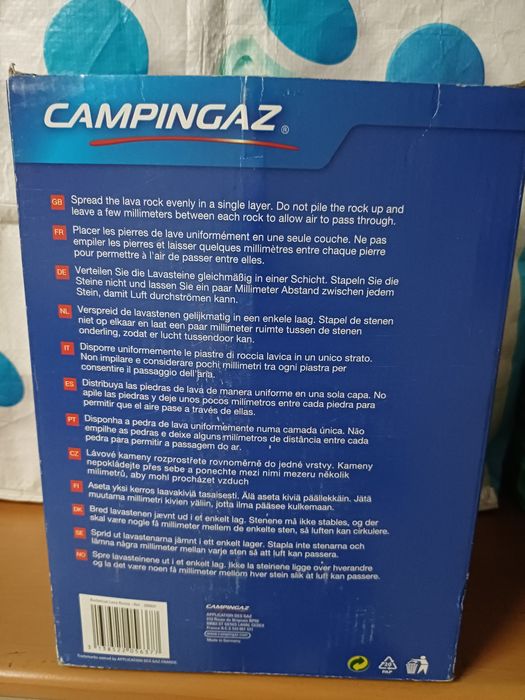 CAMPINGAZ®
GB Spread the lava rock evenly in a single layer. Do not pile the rock up and
leave a few millimeters between each rock to allow air to pass through.
FR Placer les pierres de lave uniformément en une seule couche. Ne pas
empiler les pierres et laisser quelques millimètres entre chaque pierre
pour permettre à l'air de passer entre elles.
DE Verteilen Sie die Lavasteine gleichmäßig in einer Schicht. Stapeln Sie die
Steine nicht und lassen Sie ein paar Millimeter Abstand zwischen jedem
Stein, damit Luft durchströmen kann.
NL Verspreid de lavastenen gelijkmatig in een enkele laag. Stapel de stenen
niet op elkaar en laat een paar millimeter ruimte tussen de stenen
onderling, zodat er lucht tussendoor kan.
IT Disporre uniformemente le piastre di roccia lavica in un unico strato.
Non impilare e considerare pochi millimetri tra ogni piastra per
consentire il passaggio dell'aria.
ES Distribuya las piedras de lava de manera uniforme en una sola capa. No
apile las piedras y deje unos pocos milímetros entre cada piedra para
permitir que el aire pase a través de ellas.
PT Disponha a pedra de lava uniformemente numa camada única. Não
empilhe as pedras e deixe alguns milímetros de distância entre cada
pedra para permitir a passagem do ar.
CZ Lávové kameny rozprostřete rovnoměrně do jedné vrstvy. Kameny
nepokládejte přes sebe a ponechte mezi nimi mezeru několik
milimetrů, aby mohl procházet vzduch
FI Aseta yksi kerros laavakiviä tasaisesti. Älä aseta kiviä päällekkäin. Jätä
muutama millimetri kivien väliin, jotta ilma pääsee kulkemaan.
DK Bred lavastenen jævnt ud i et enkelt lag. Stenene må ikke stables, og der
skal være nogle få millimeter mellem de enkelte sten, så luften kan cirkulere.
SE Sprid ut lavastenarna jämnt i ett enkelt lager. Stapla inte stenarna och
lämna några millimeter mellan varje sten så att luft kan passera.
NO Spre lavasteinene ut i et enkelt lag. Ikke la steinene ligge over hverandre
og la det være noen få millimeter mellom hver stein slik at luft kan passere.
CAMPINGAZ
APPLICATION DES GAZ
www.campingaz.com
Made in Germany
Trademarks owned by APPLICATION DES GAZ FRANCE
20
PAP